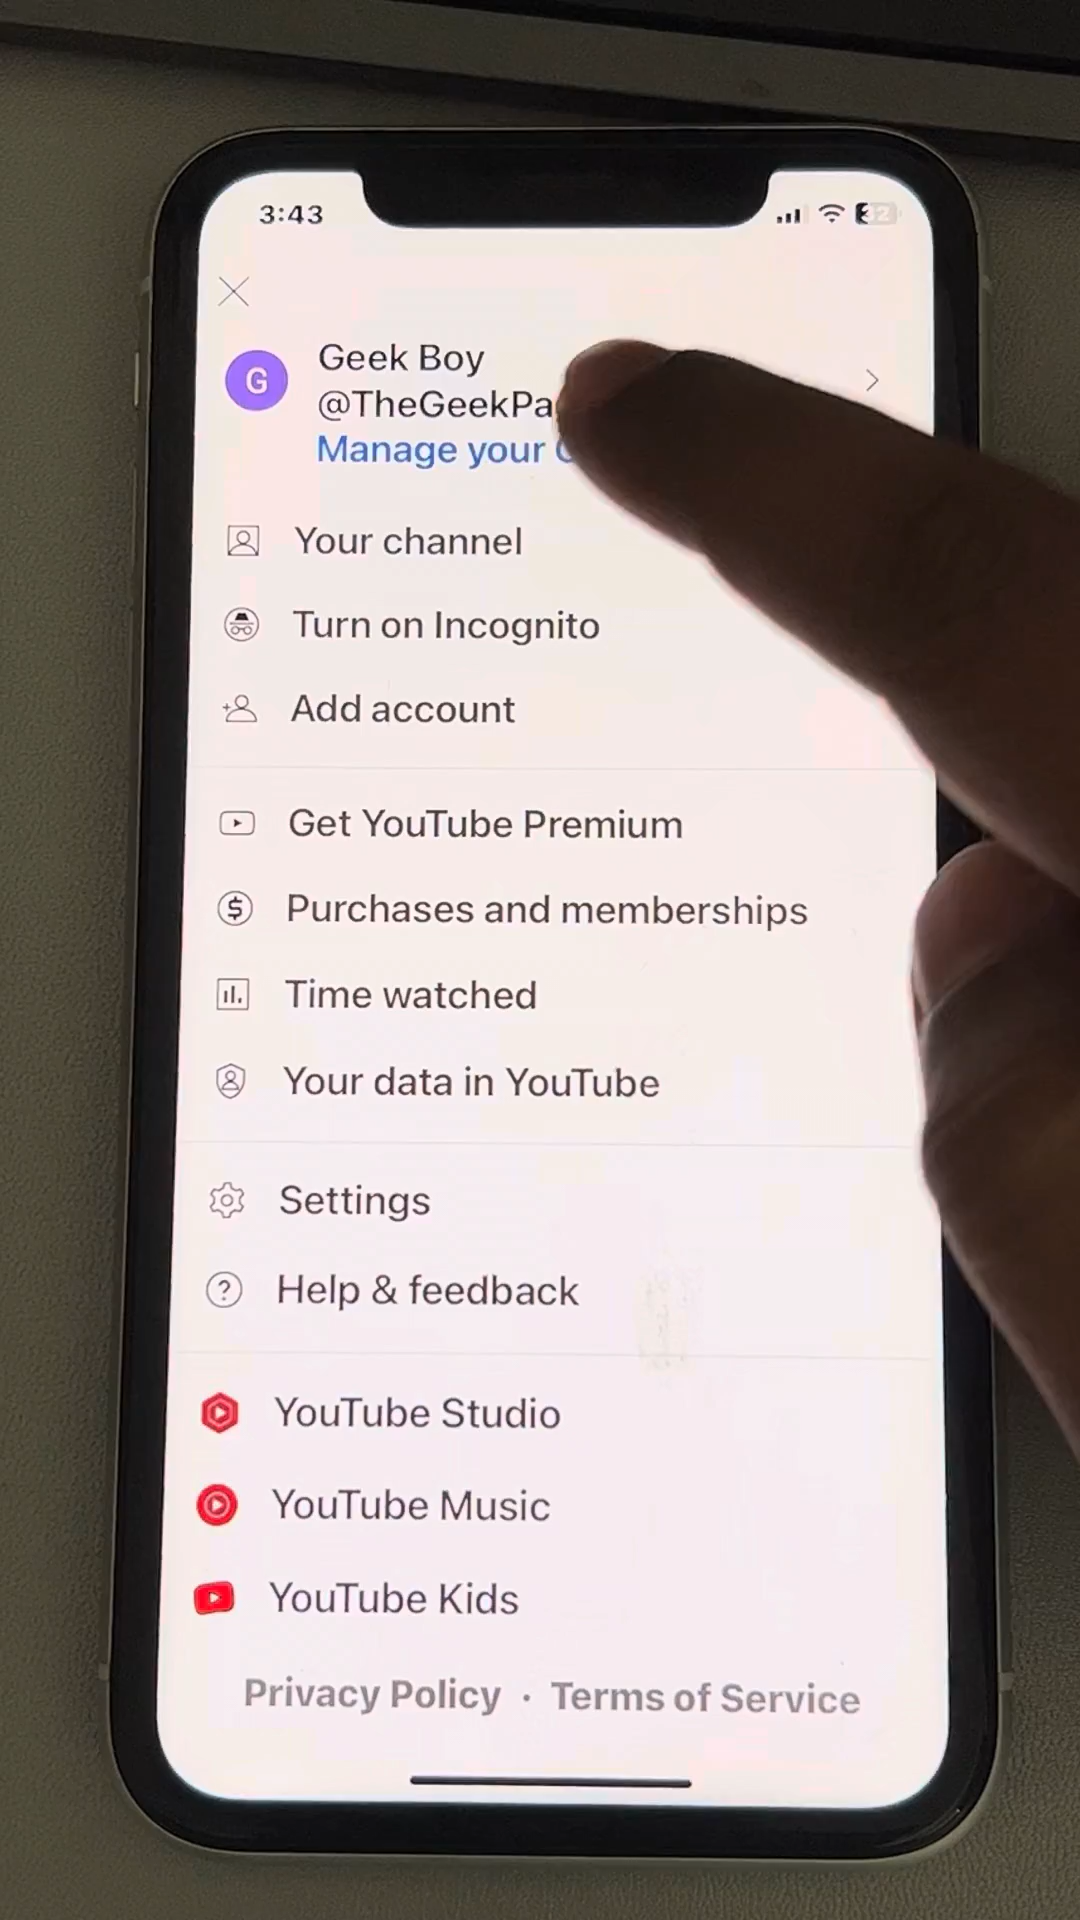 3:43
32
G
Geek Boy
@TheGeekPa
Manage your
Your channel
Turn on Incognito
Add account
Get YouTube Premium
Purchases and memberships
Time watched
Your data in YouTube
Settings
Help & feedback
YouTube Studio
YouTube Music
YouTube Kids
Privacy Policy · Terms of Service